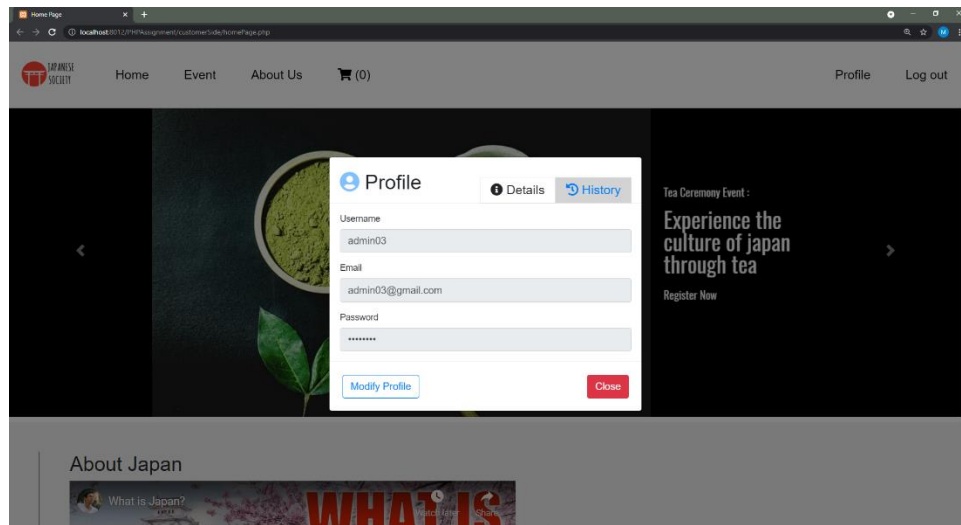 Home Page
localhost:8012/PHPAssignment/customerSide/homePage.php
M
JAPANESE
SOCIETY
Home
Event
About Us
(0)
Profile
Log out
Profile
Details
History
Username
admin03
Email
admin03@gmail.com
Password
••••••••
Modify Profile
Close
Tea Ceremony Event :
Experience the
culture of japan
through tea
Register Now
About Japan
What is Japan?
WHAT IS
Watch later
Share